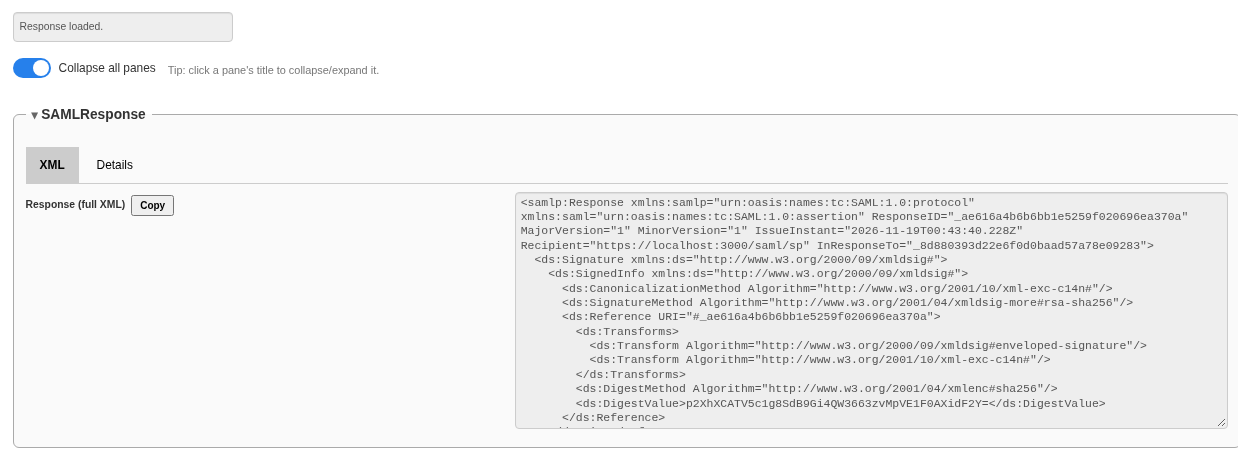 Response loaded.
Collapse all panes Tip: click a pane's title to collapse/expand it.
▾ SAMLResponse
XML Details
Response (full XML) Copy
<samlp:Response xmlns:samlp="urn:oasis:names:tc:SAML:1.0:protocol"
xmlns:saml="urn:oasis:names:tc:SAML:1.0:assertion" ResponseID="_ae616a4b6b6bb1e5259f020696ea370a"
MajorVersion="1" MinorVersion="1" IssueInstant="2026-11-19T00:43:40.228Z"
Recipient="https://localhost:3000/saml/sp" InResponseTo="_8d880393d22e6f0d0baad57a78e09283">
  <ds:Signature xmlns:ds="http://www.w3.org/2000/09/xmldsig#">
    <ds:SignedInfo xmlns:ds="http://www.w3.org/2000/09/xmldsig#">
      <ds:CanonicalizationMethod Algorithm="http://www.w3.org/2001/10/xml-exc-c14n#"/>
      <ds:SignatureMethod Algorithm="http://www.w3.org/2001/04/xmldsig-more#rsa-sha256"/>
      <ds:Reference URI="#_ae616a4b6b6bb1e5259f020696ea370a">
        <ds:Transforms>
          <ds:Transform Algorithm="http://www.w3.org/2000/09/xmldsig#enveloped-signature"/>
          <ds:Transform Algorithm="http://www.w3.org/2001/10/xml-exc-c14n#"/>
        </ds:Transforms>
        <ds:DigestMethod Algorithm="http://www.w3.org/2001/04/xmlenc#sha256"/>
        <ds:DigestValue>p2XhXCATV5c1g8SdB9Gi4QW3663zvMpVE1F0AXidF2Y=</ds:DigestValue>
      </ds:Reference>